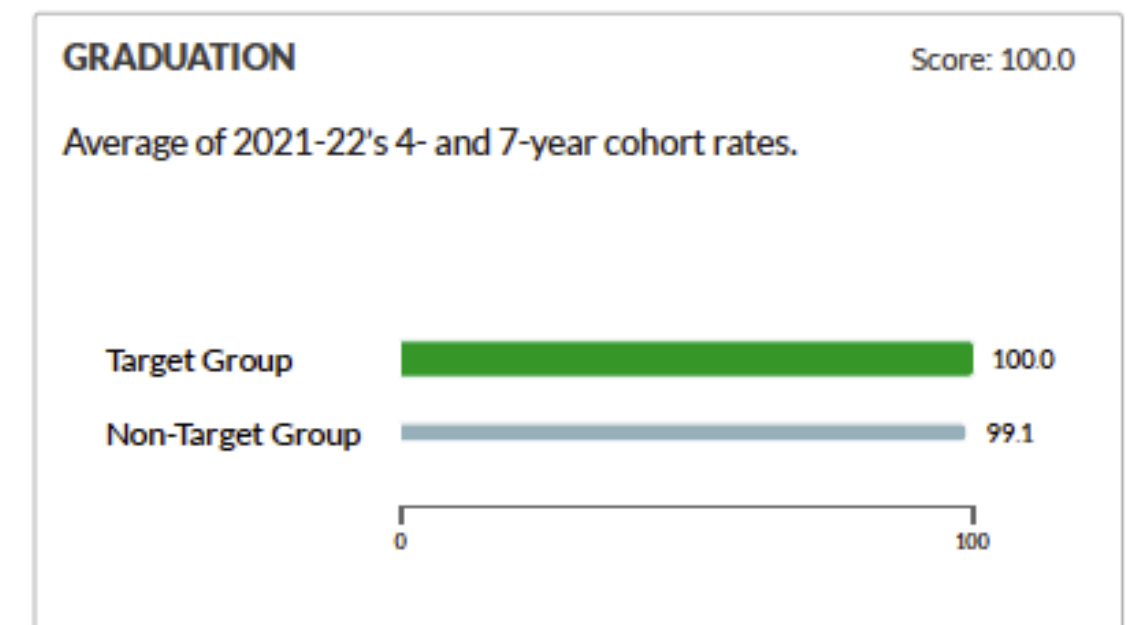 GRADUATION
Score: 100.0
Average of 2021-22's 4- and 7-year cohort rates.
Target Group 100.0
Non-Target Group 99.1
0 100